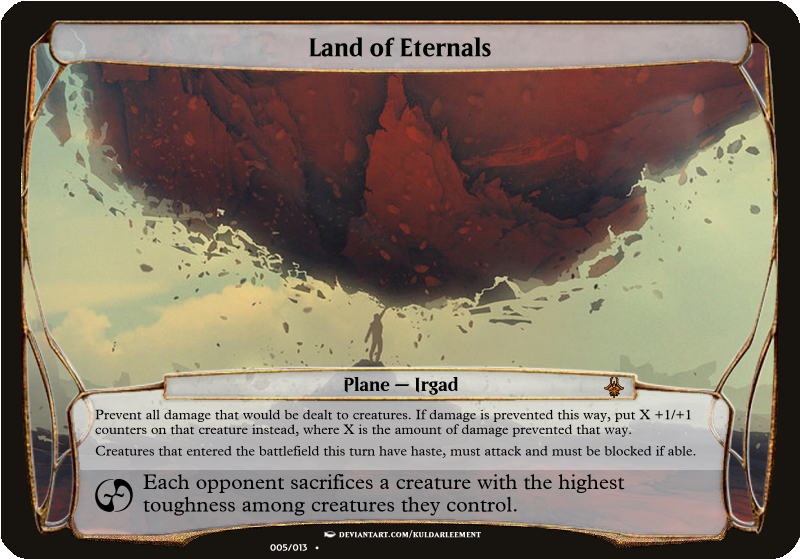 Land of Eternals
Plane — Irgad
Prevent all damage that would be dealt to creatures. If damage is prevented this way, put X +1/+1
counters on that creature instead, where X is the amount of damage prevented that way.
Creatures that entered the battlefield this turn have haste, must attack and must be blocked if able.
Each opponent sacrifices a creature with the highest
toughness among creatures they control.
DEVIANTART.COM/KULDARLEEMENT
005/013 •